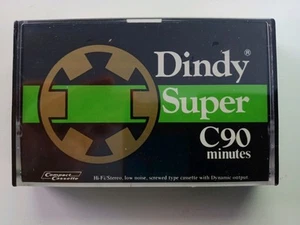 Dindy®
Super
C90
minutes
Compact
Cassette
Hi Fi/Stereo, low noise, screwed type cassette with Dynamic output.